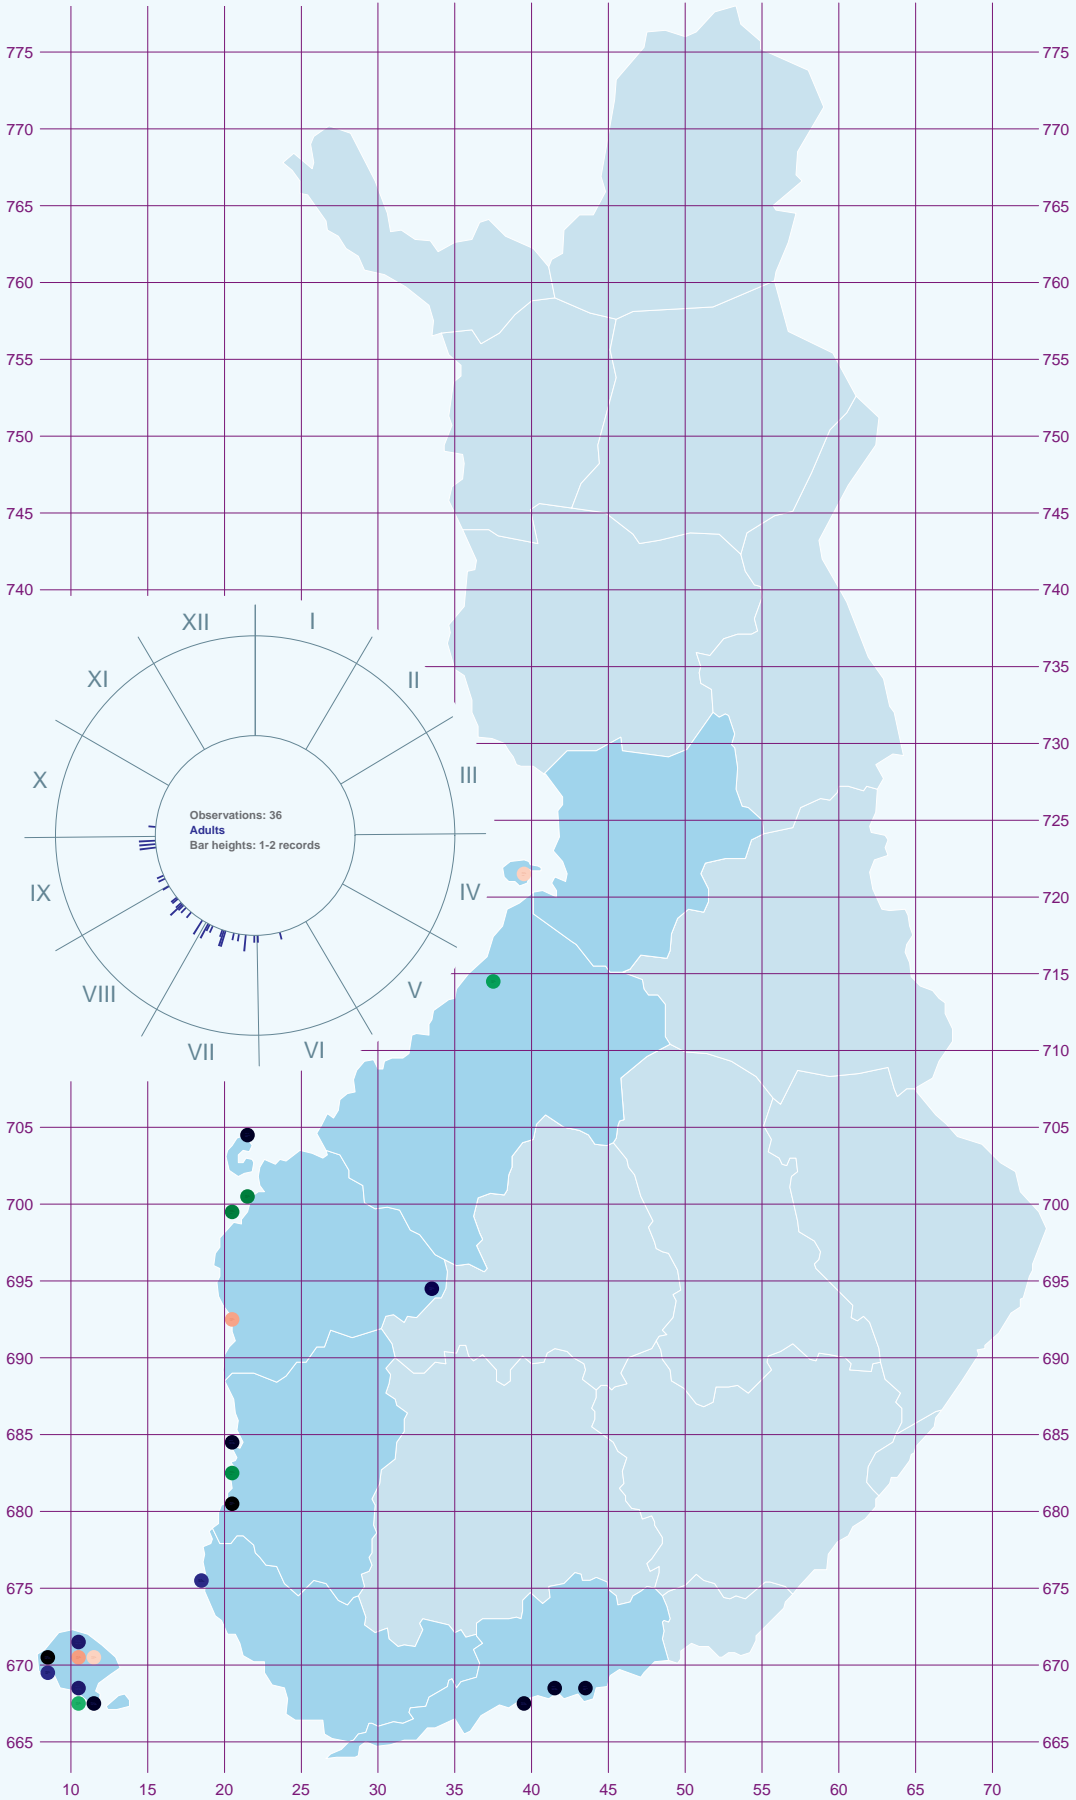 775 775
770 770
765 765
760 760
755 755
750 750
745 745
740 740
XII I
735
XI II
730
X III
725
Observations: 36
Adults
Bar heights: 1-2 records
IX IV
720
VIII V
715
VII VI
710
705 705
700 700
695 695
690 690
685 685
680 680
675 675
670 670
665 665
10 15 20 25 30 35 40 45 50 55 60 65 70